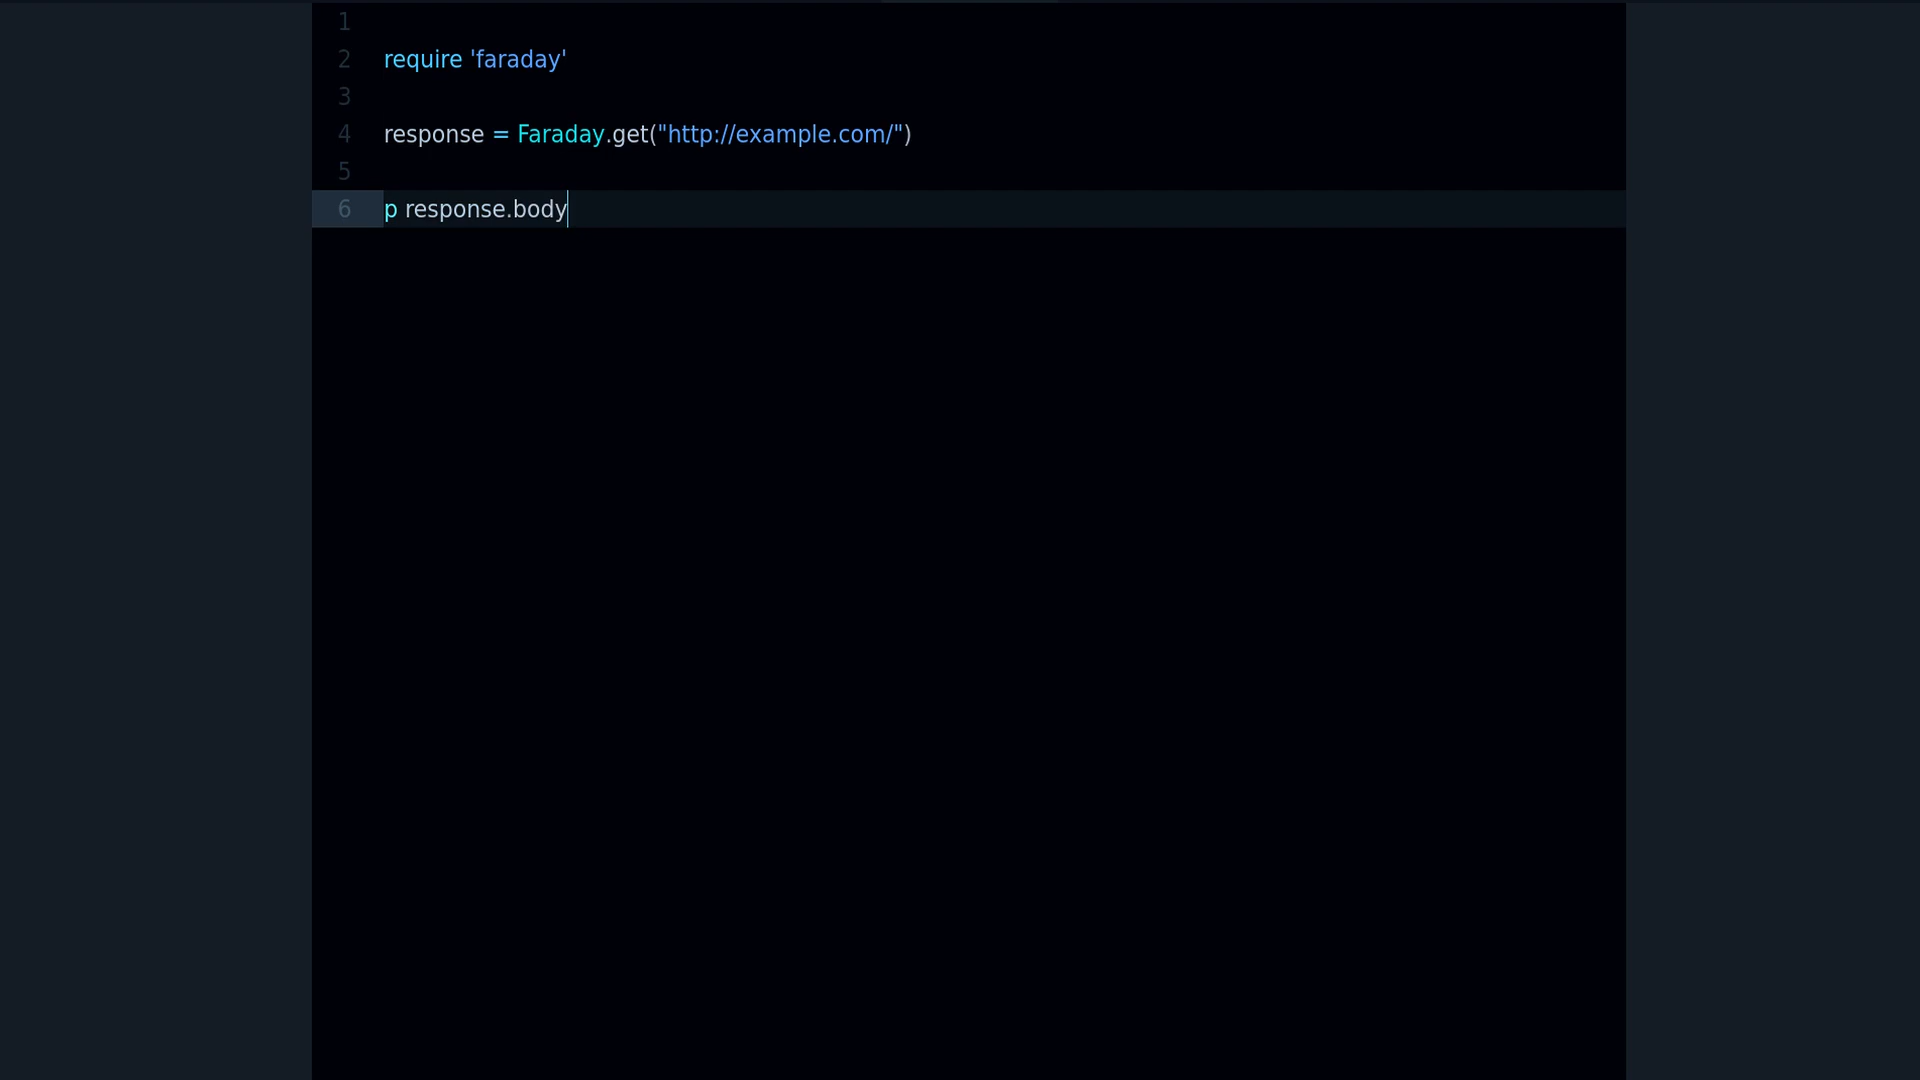 1
2 require 'faraday'
3
4 response = Faraday.get("http://example.com/")
5
6 p response.body